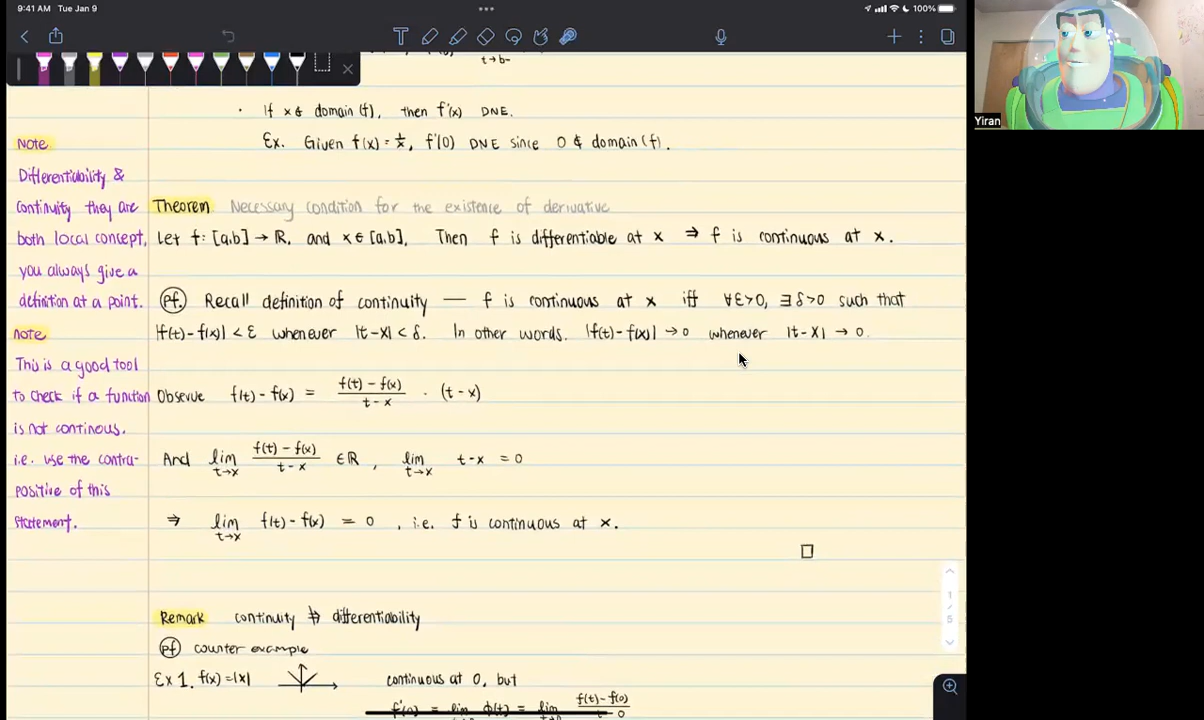 9:41 AM Tue Jan 9
100%
Yiran
t→b-
· If x ∉ domain (f), then f'(x) DNE.
Ex. Given f(x) = 1/x, f'(0) DNE since 0 ∉ domain(f).
Note
Differentiability &
continuity they are
both local concept,
you always give a
definition at a point.
note
This is a good tool
to check if a function
is not continous.
i.e. use the contra-
positive of this
statement.
Theorem Necessary condition for the existence of derivative
Let f: [a,b] → ℝ, and x ∈ [a,b], Then f is differentiable at x ⇒ f is continuous at x.
Pf. Recall definition of continuity — f is continuous at x iff ∀ε>0, ∃δ>0 such that
|f(t) - f(x)| < ε whenever |t-x| < δ. In other words. |f(t) - f(x)| → 0 whenever |t-x| → 0.
Observe f(t) - f(x) = (f(t) - f(x))/(t - x) · (t - x)
And lim t→x (f(t) - f(x))/(t - x) ∈ ℝ, lim t→x t-x = 0
⇒ lim t→x f(t) - f(x) = 0, i.e. f is continuous at x.
□
Remark continuity ⇏ differentiability
pf counter example
Ex 1. f(x) = |x| continuous at 0, but
1 / 5